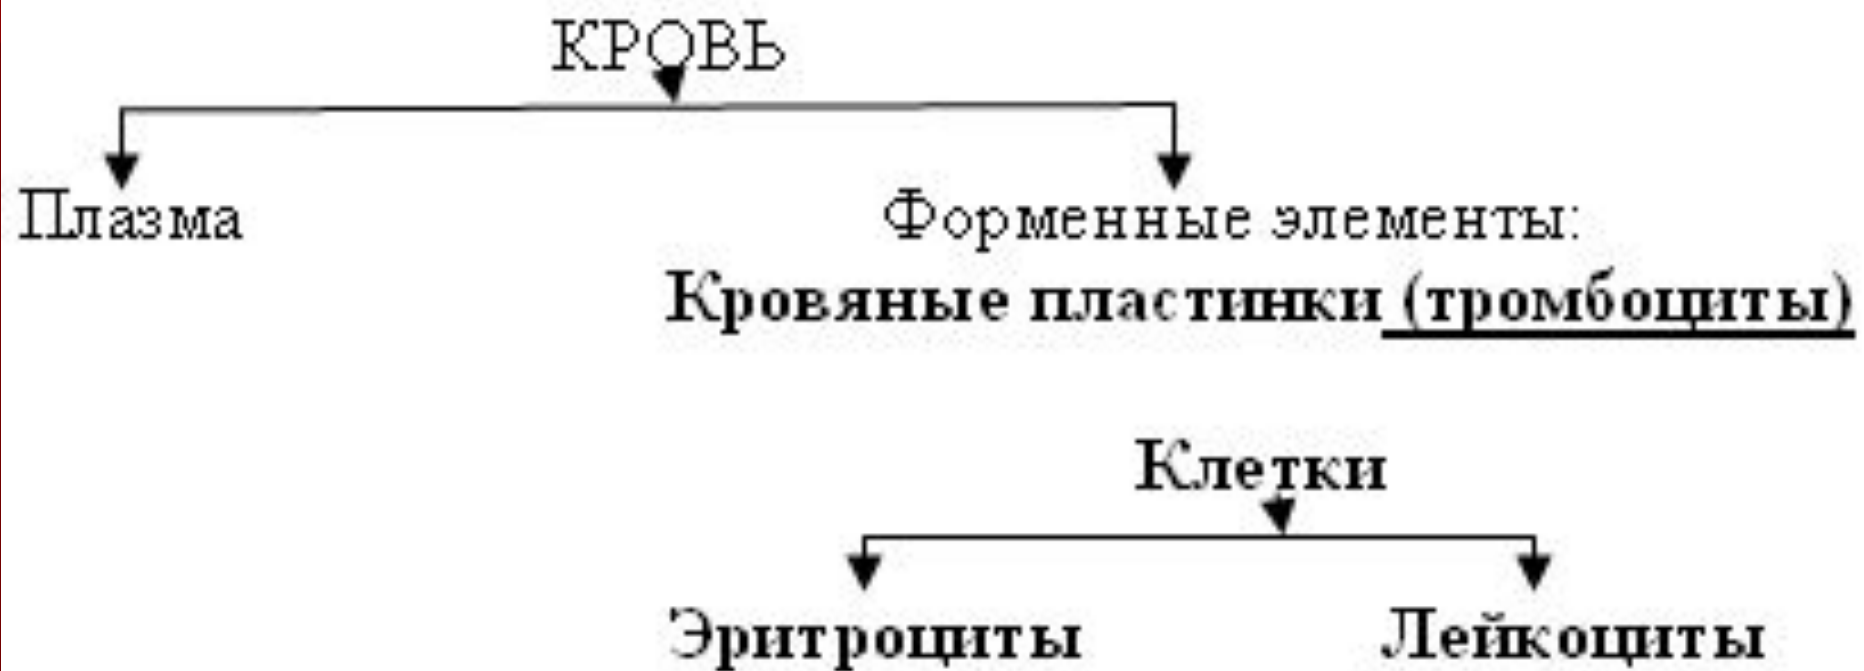 КРОВЬ
Плазма
Форменные элементы:
Кровяные пластинки (тромбоциты)
Клетки
Эритроциты
Лейкоциты